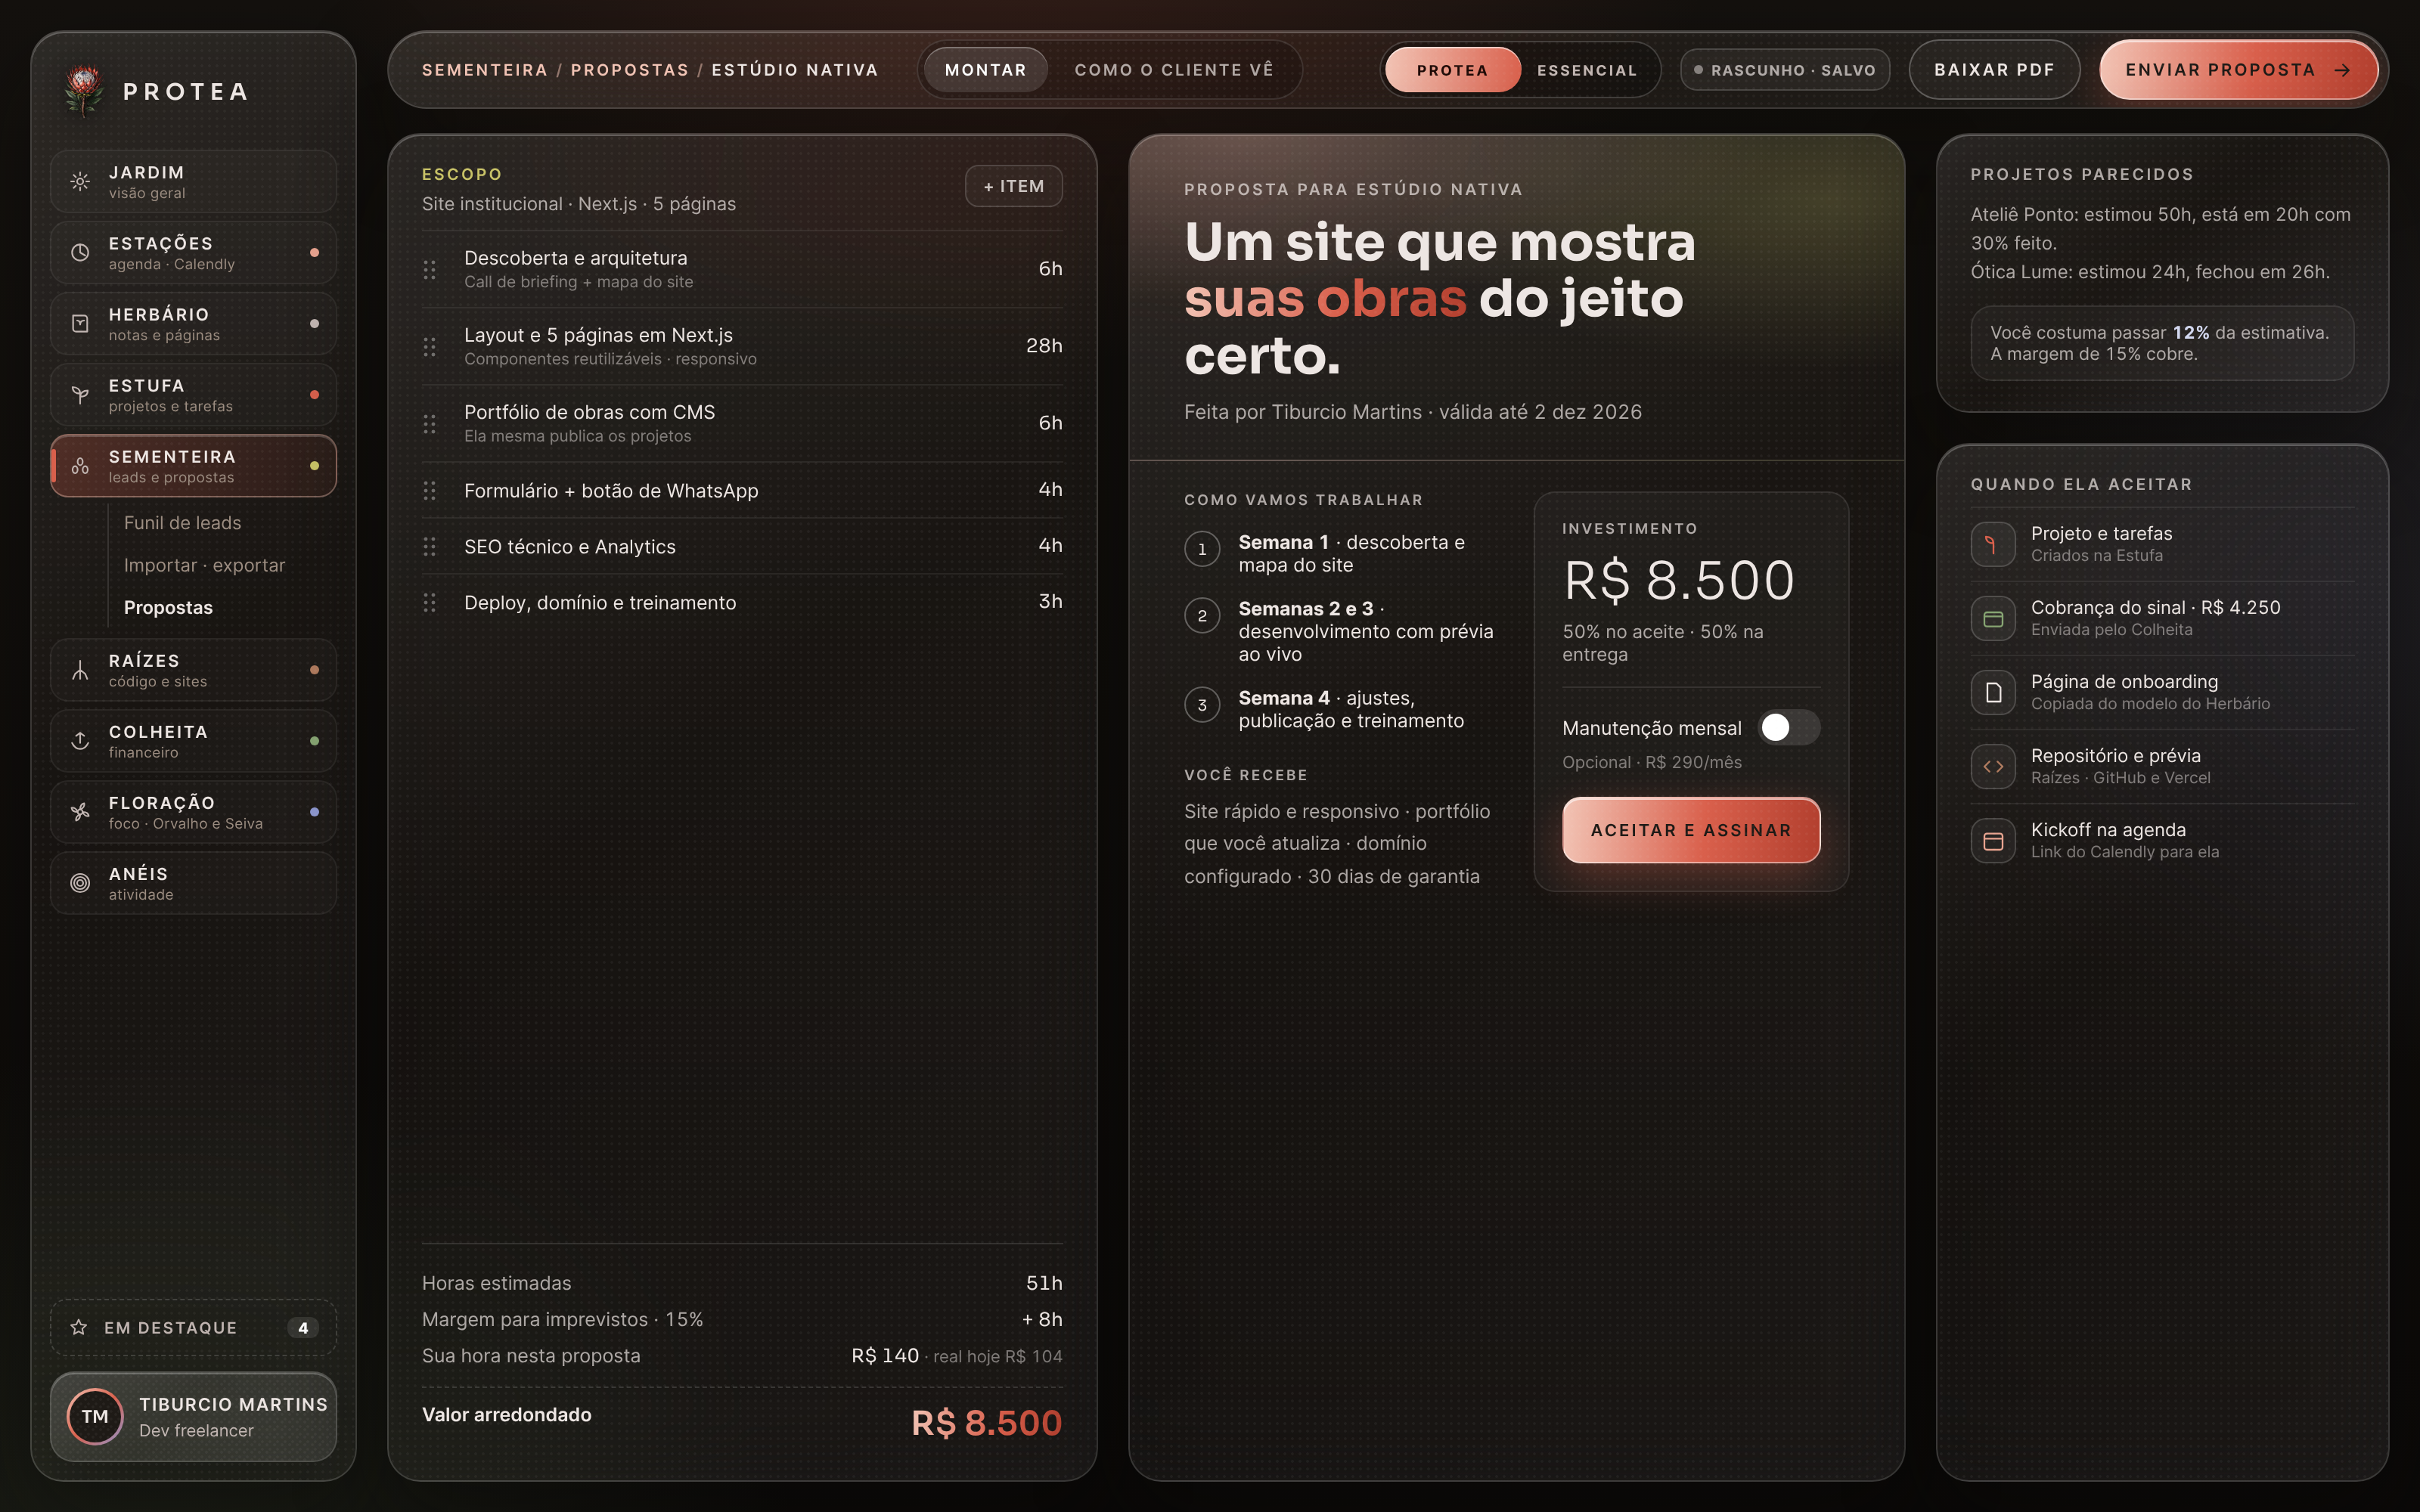 PROTEA
JARDIM
visão geral
ESTAÇÕES
agenda · Calendly
HERBÁRIO
notas e páginas
ESTUFA
projetos e tarefas
SEMENTEIRA
leads e propostas
Funil de leads
Importar · exportar
Propostas
RAÍZES
código e sites
COLHEITA
financeiro
FLORAÇÃO
foco · Orvalho e Seiva
ANÉIS
atividade
EM DESTAQUE 4
TM
TIBURCIO MARTINS
Dev freelancer
SEMENTEIRA / PROPOSTAS / ESTÚDIO NATIVA
MONTAR
COMO O CLIENTE VÊ
PROTEA
ESSENCIAL
RASCUNHO · SALVO
BAIXAR PDF
ENVIAR PROPOSTA →
ESCOPO
Site institucional · Next.js · 5 páginas
+ ITEM
Descoberta e arquitetura
Call de briefing + mapa do site
6h
Layout e 5 páginas em Next.js
Componentes reutilizáveis · responsivo
28h
Portfólio de obras com CMS
Ela mesma publica os projetos
6h
Formulário + botão de WhatsApp
4h
SEO técnico e Analytics
4h
Deploy, domínio e treinamento
3h
Horas estimadas
51h
Margem para imprevistos · 15%
+ 8h
Sua hora nesta proposta
R$ 140 · real hoje R$ 104
Valor arredondado
R$ 8.500
PROPOSTA PARA ESTÚDIO NATIVA
Um site que mostra
suas obras do jeito
certo.
Feita por Tiburcio Martins · válida até 2 dez 2026
COMO VAMOS TRABALHAR
1
Semana 1 · descoberta e
mapa do site
2
Semanas 2 e 3 ·
desenvolvimento com prévia
ao vivo
3
Semana 4 · ajustes,
publicação e treinamento
VOCÊ RECEBE
Site rápido e responsivo · portfólio
que você atualiza · domínio
configurado · 30 dias de garantia
INVESTIMENTO
R$ 8.500
50% no aceite · 50% na
entrega
Manutenção mensal
Opcional · R$ 290/mês
ACEITAR E ASSINAR
PROJETOS PARECIDOS
Ateliê Ponto: estimou 50h, está em 20h com
30% feito.
Ótica Lume: estimou 24h, fechou em 26h.
Você costuma passar 12% da estimativa.
A margem de 15% cobre.
QUANDO ELA ACEITAR
Projeto e tarefas
Criados na Estufa
Cobrança do sinal · R$ 4.250
Enviada pelo Colheita
Página de onboarding
Copiada do modelo do Herbário
Repositório e prévia
Raízes · GitHub e Vercel
Kickoff na agenda
Link do Calendly para ela